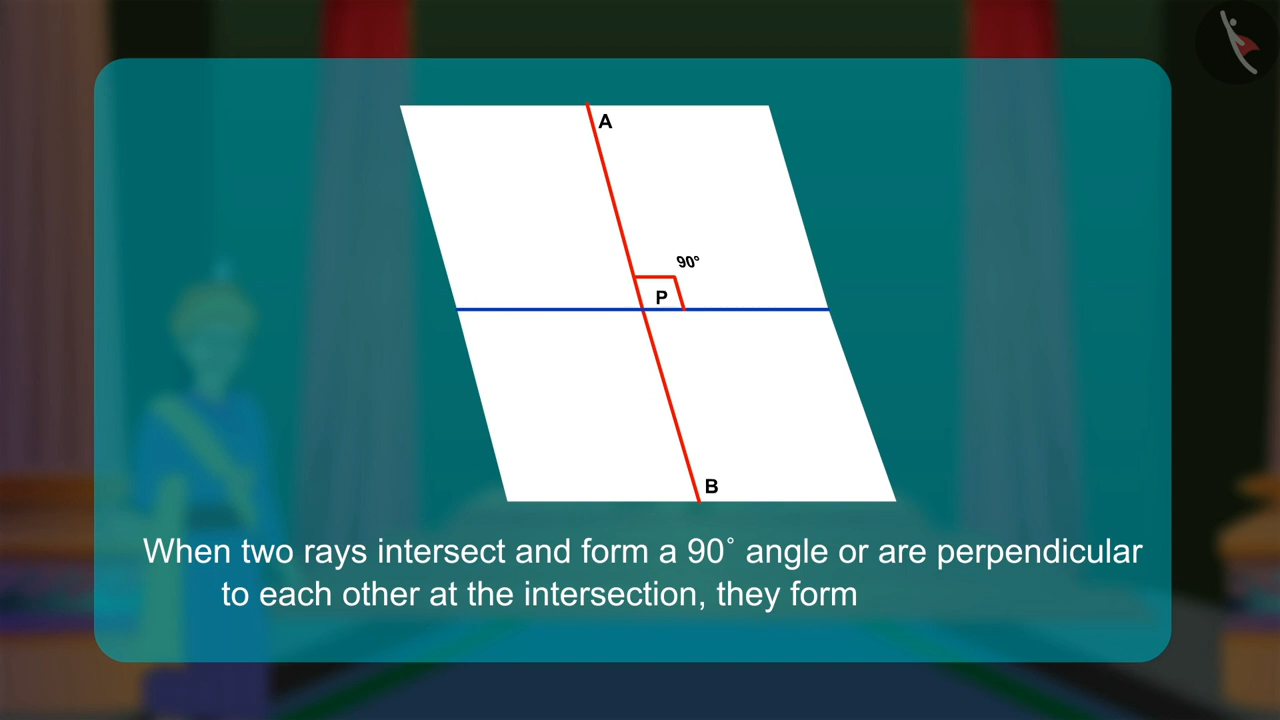 A
90°
P
B
When two rays intersect and form a 90˚ angle or are perpendicular
to each other at the intersection, they form